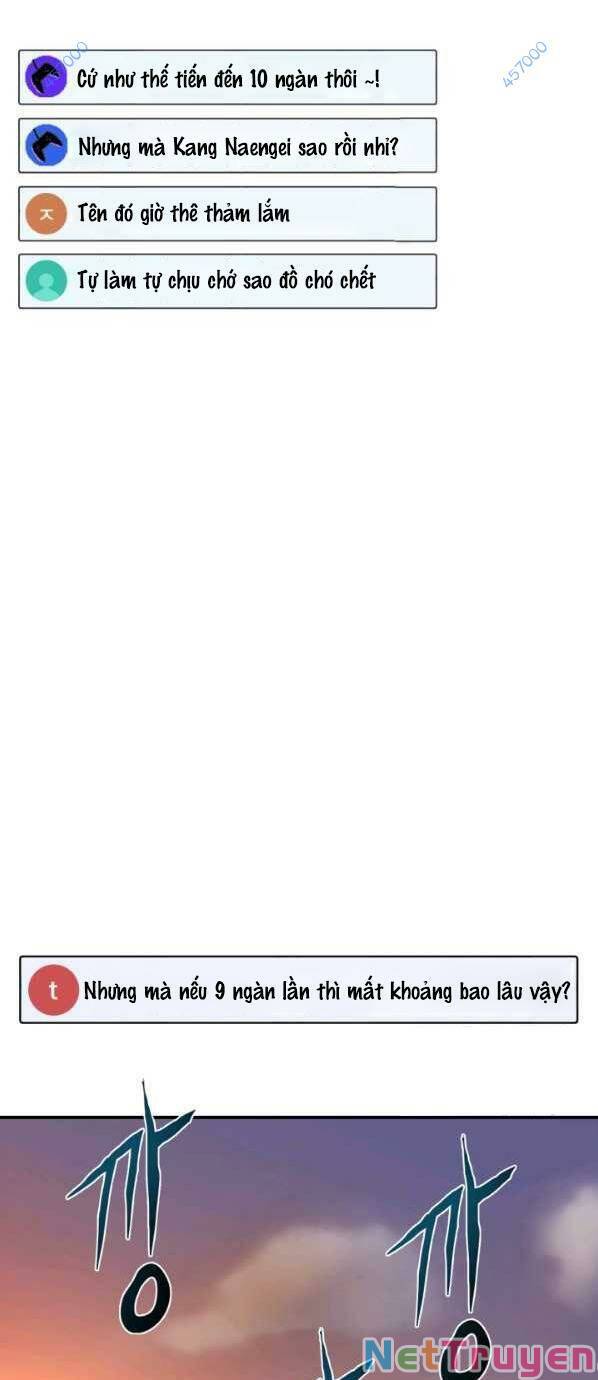 457000
457000
Cứ như thế tiến đến 10 ngàn thôi ~!
Nhưng mà Kang Naengei sao rồi nhỉ?
ㅈ Tên đó giờ thê thảm lắm
Tự làm tự chịu chớ sao đồ chó chết
t Nhưng mà nếu 9 ngàn lần thì mất khoảng bao lâu vậy?
깡
깡
NetTruyen